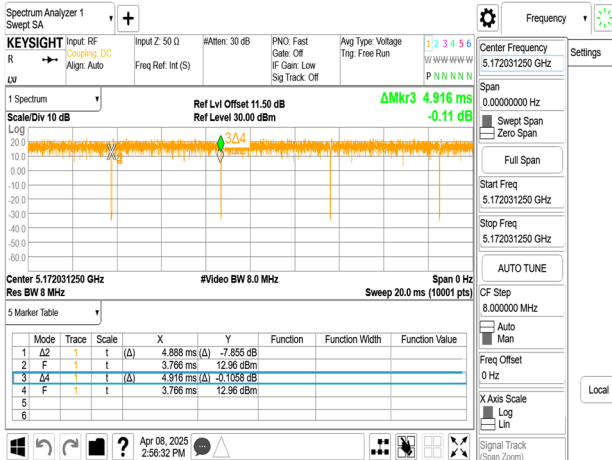 Spectrum Analyzer 1
Swept SA
Frequency
KEYSIGHT
Input: RF
Coupling: DC
Align: Auto
Input Z: 50 Ω
Freq Ref: Int (S)
#Atten: 30 dB
PNO: Fast
Gate: Off
IF Gain: Low
Sig Track: Off
Avg Type: Voltage
Trig: Free Run
1 2 3 4 5 6
W W W W W W
P N N N N N
R
LXI
1 Spectrum
Scale/Div 10 dB
Ref Lvl Offset 11.50 dB
Ref Level 30.00 dBm
ΔMkr3 4.916 ms
-0.11 dB
Log
20.0
10.0
0.00
-10.0
-20.0
-30.0
-40.0
-50.0
-60.0
3Δ4
Center 5.172031250 GHz
Res BW 8 MHz
#Video BW 8.0 MHz
Span 0 Hz
Sweep 20.0 ms (10001 pts)
5 Marker Table
Mode Trace Scale X Y Function Function Width Function Value
1 Δ2 1 t (Δ) 4.888 ms (Δ) -7.855 dB
2 F 1 t 3.766 ms 12.96 dBm
3 Δ4 1 t (Δ) 4.916 ms (Δ) -0.1058 dB
4 F 1 t 3.766 ms 12.96 dBm
5
6
Apr 08, 2025
2:56:32 PM
Center Frequency
5.172031250 GHz
Settings
Span
0.00000000 Hz
Swept Span
Zero Span
Full Span
Start Freq
5.172031250 GHz
Stop Freq
5.172031250 GHz
AUTO TUNE
CF Step
8.000000 MHz
Auto
Man
Freq Offset
0 Hz
Local
X Axis Scale
Log
Lin
Signal Track
(Span Zoom)